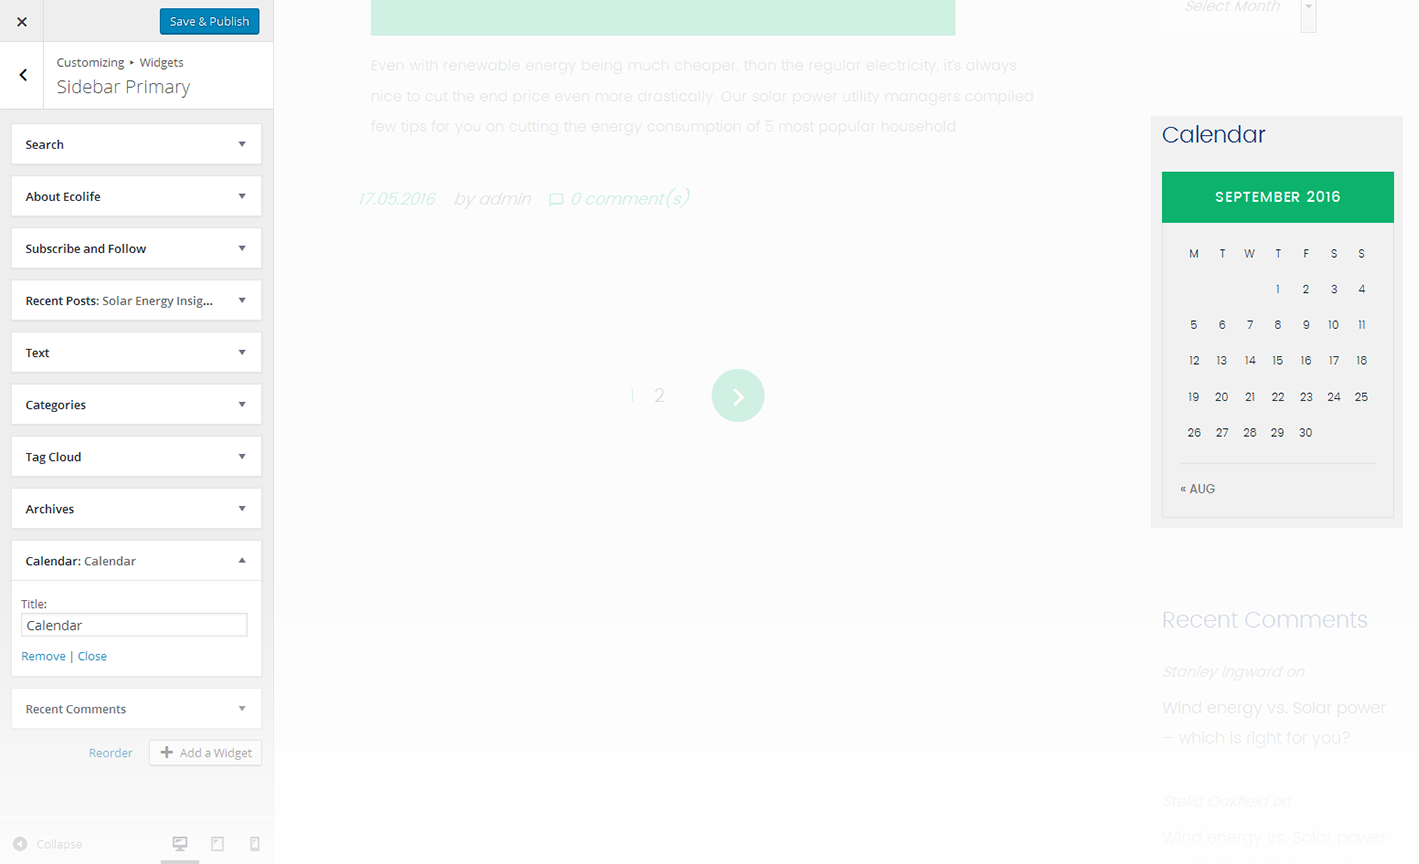 Save & Publish
Customizing ▸ Widgets
Sidebar Primary
Search
About Ecolife
Subscribe and Follow
Recent Posts: Solar Energy Insig...
Text
Categories
Tag Cloud
Archives
Calendar: Calendar
Title:
Calendar
Remove | Close
Recent Comments
Reorder
Add a Widget
Collapse
Even with renewable energy being much cheaper, than the regular electricity, it's always
nice to cut the end price even more drastically. Our solar power utility managers compiled
few tips for you on cutting the energy consumption of 5 most popular household
17.05.2016 by admin 0 comment(s)
1 2
Select Month
Calendar
SEPTEMBER 2016
M T W T F S S
1 2 3 4
5 6 7 8 9 10 11
12 13 14 15 16 17 18
19 20 21 22 23 24 25
26 27 28 29 30
« AUG
Recent Comments
Stanley Ingward on
Wind energy vs. Solar power
– which is right for you?
Stella Oakfield on
Wind energy vs. Solar power